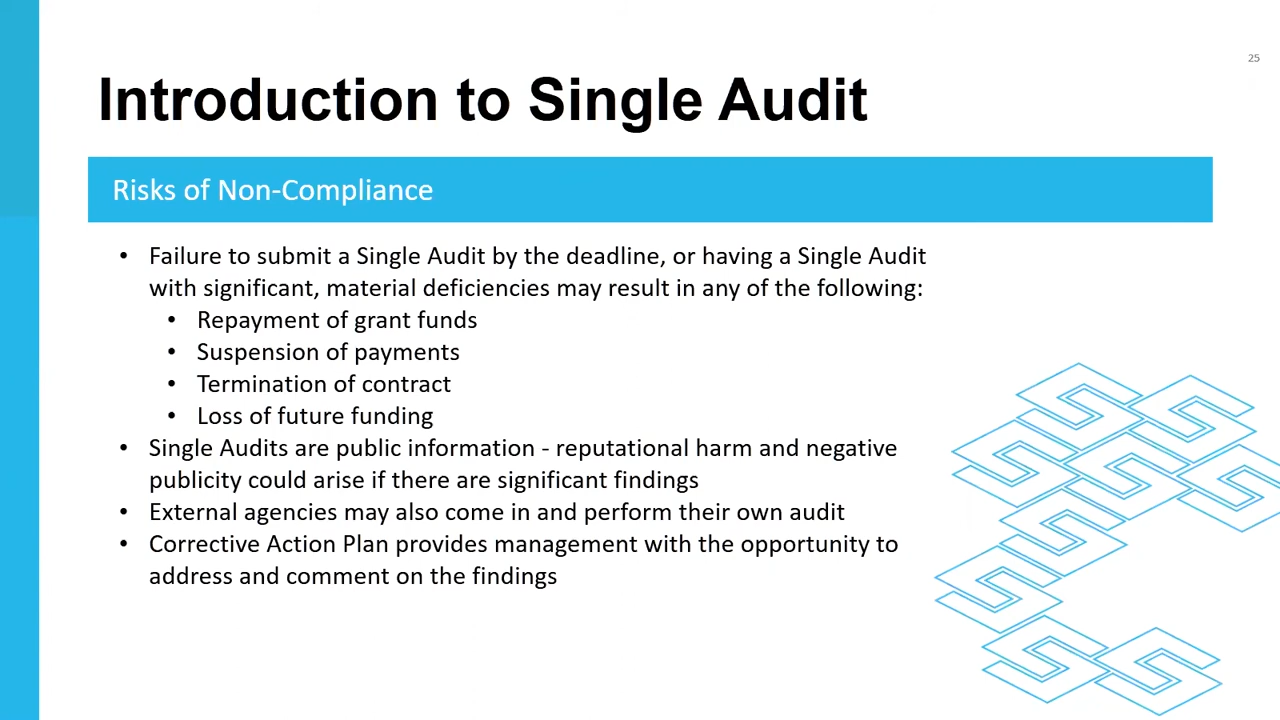 25
Introduction to Single Audit
Risks of Non-Compliance
• Failure to submit a Single Audit by the deadline, or having a Single Audit
with significant, material deficiencies may result in any of the following:
• Repayment of grant funds
• Suspension of payments
• Termination of contract
• Loss of future funding
• Single Audits are public information - reputational harm and negative
publicity could arise if there are significant findings
• External agencies may also come in and perform their own audit
• Corrective Action Plan provides management with the opportunity to
address and comment on the findings